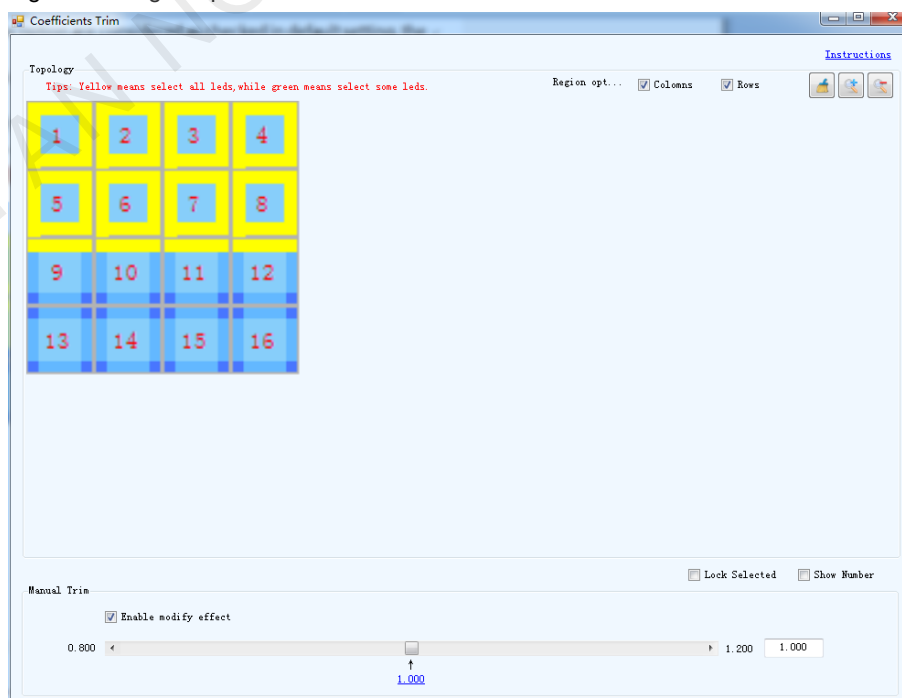 Coefficients Trim
Instructions
Topology
Tips: Yellow means select all leds,while green means select some leds.
Region opt...
Colomns
Rows
1 2 3 4
5 6 7 8
9 10 11 12
13 14 15 16
Lock Selected
Show Number
Manual Trim
Enable modify effect
0.800
1.200
1.000
1.000